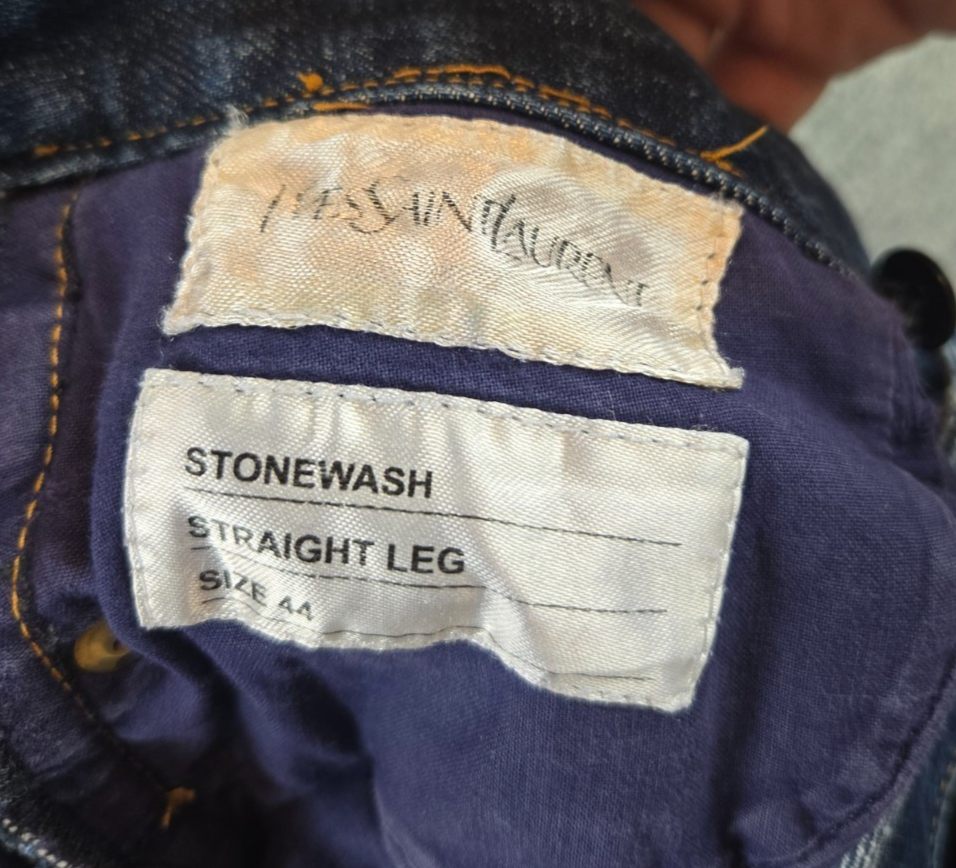 YVESSAINTLAURENT
STONEWASH
STRAIGHT LEG
SIZE 44